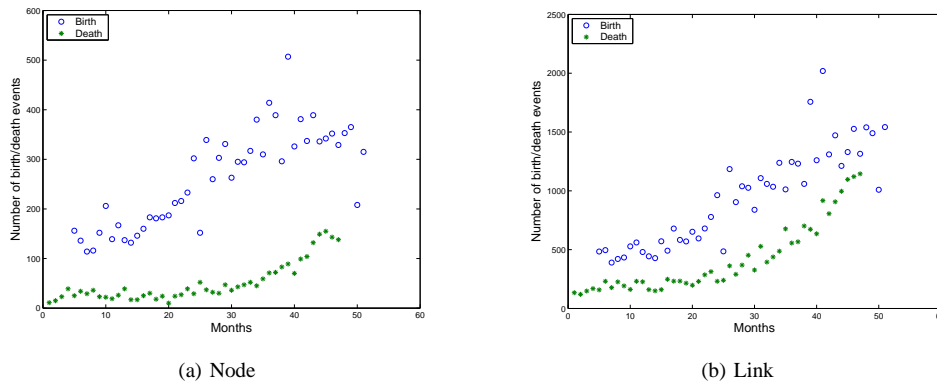 Birth
Death
600
500
400
300
200
100
0
Number of birth/death events
0 10 20 30 40 50 60
Months
(a) Node
Birth
Death
2500
2000
1500
1000
500
0
Number of birth/death events
0 10 20 30 40 50 60
Months
(b) Link